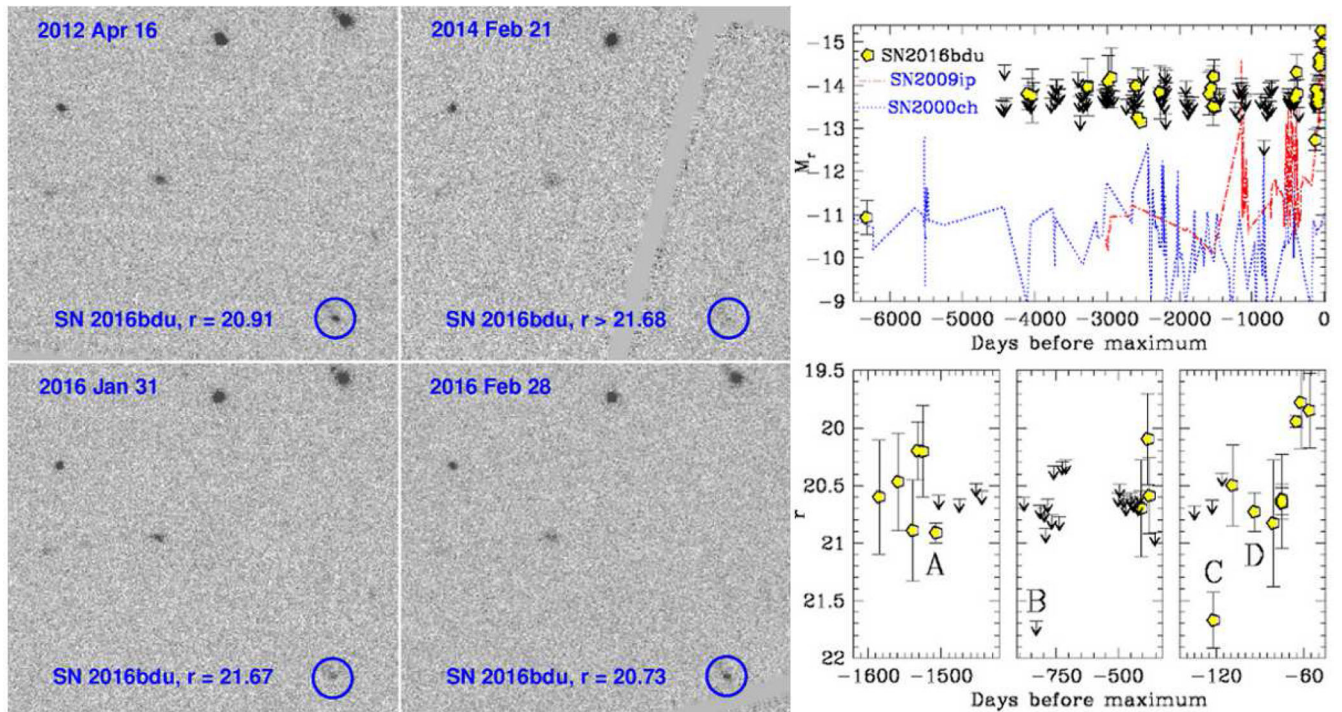 2012 Apr 16
SN 2016bdu, r = 20.91
2014 Feb 21
SN 2016bdu, r > 21.68
2016 Jan 31
SN 2016bdu, r = 21.67
2016 Feb 28
SN 2016bdu, r = 20.73
-15
-14
-13
-12
-11
-10
-9
M_r
SN2016bdu
SN2009ip
SN2000ch
-6000 -5000 -4000 -3000 -2000 -1000 0
Days before maximum
19.5
20
20.5
21
21.5
22
r
A
B
C
D
-1600 -1500 -750 -500 -120 -60
Days before maximum